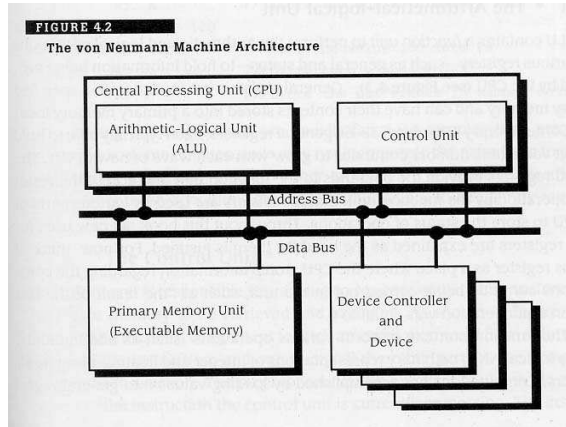 FIGURE 4.2
The von Neumann Machine Architecture
Central Processing Unit (CPU)
Arithmetic-Logical Unit
(ALU)
Control Unit
Address Bus
Data Bus
Primary Memory Unit
(Executable Memory)
Device Controller
and
Device